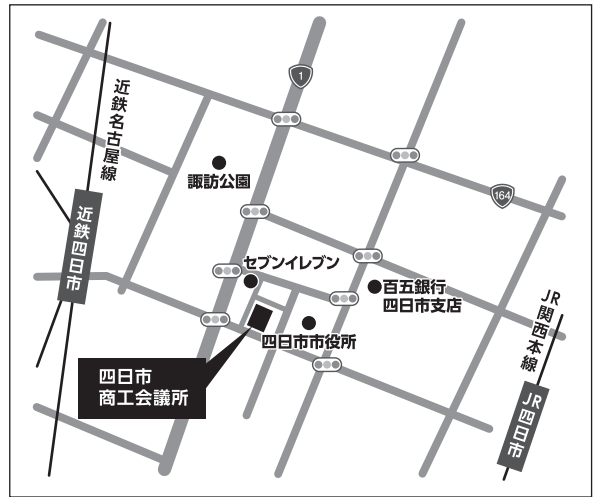 1
近鉄名古屋線
164
諏訪公園
近鉄四日市
セブンイレブン
百五銀行
四日市支店
JR関西本線
四日市市役所
四日市
商工会議所
JR四日市